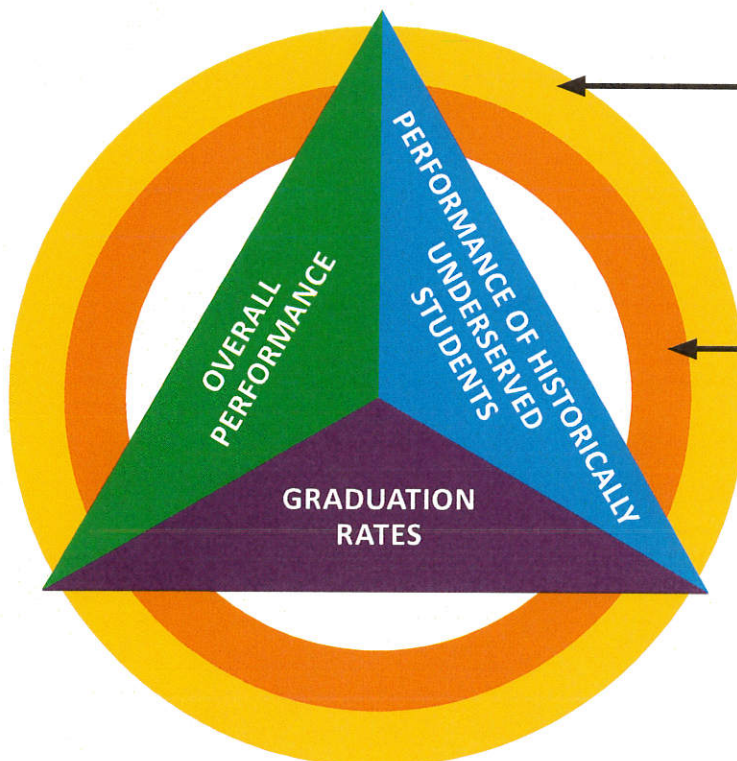 OVERALL
PERFORMANCE
PERFORMANCE OF HISTORICALLY
UNDERSERVED
STUDENTS
GRADUATION
RATES